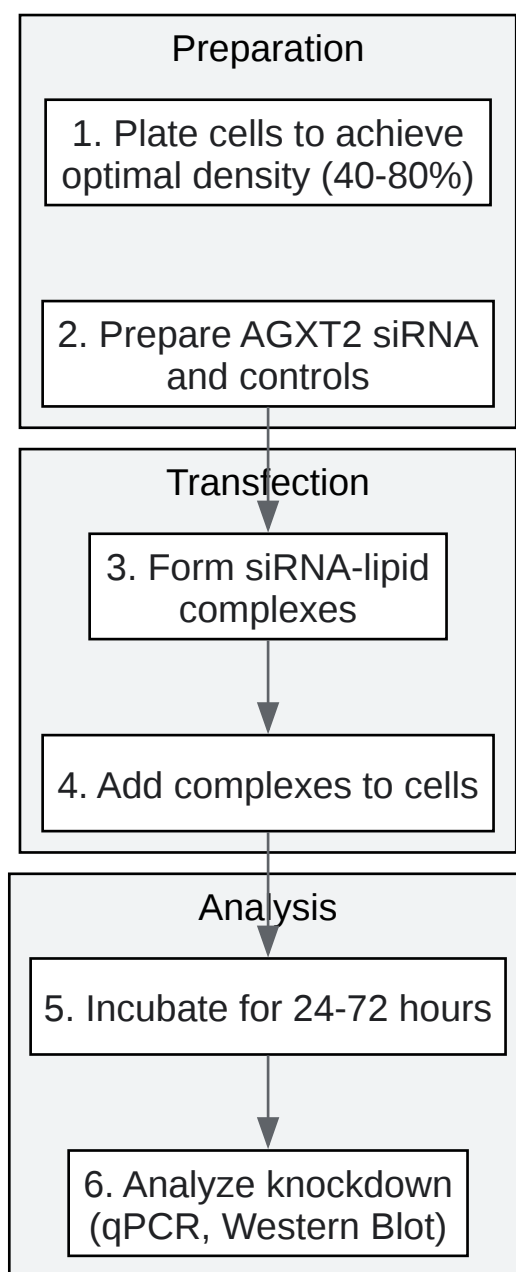 Preparation
1. Plate cells to achieve
optimal density (40-80%)
2. Prepare AGXT2 siRNA
and controls
Transfection
3. Form siRNA-lipid
complexes
4. Add complexes to cells
Analysis
5. Incubate for 24-72 hours
6. Analyze knockdown
(qPCR, Western Blot)